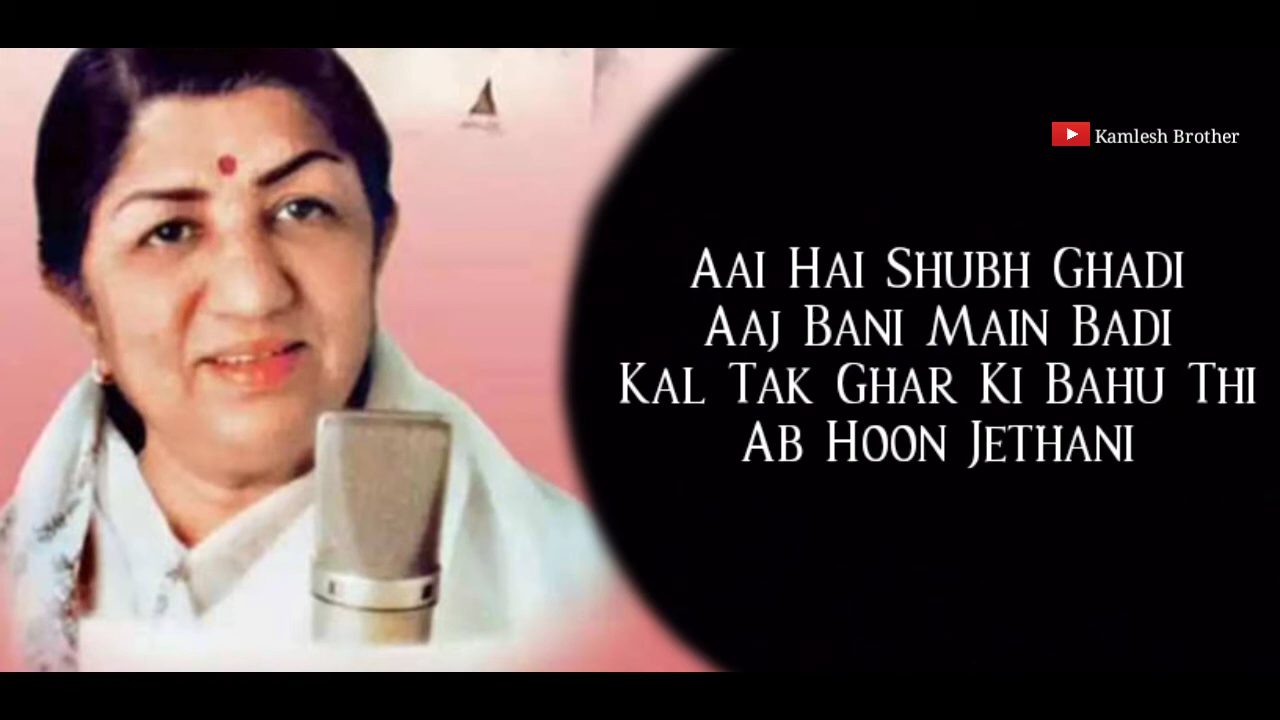 Kamlesh Brother
Aai Hai Shubh Ghadi
Aaj Bani Main Badi
Kal Tak Ghar Ki Bahu Thi
Ab Hoon Jethani